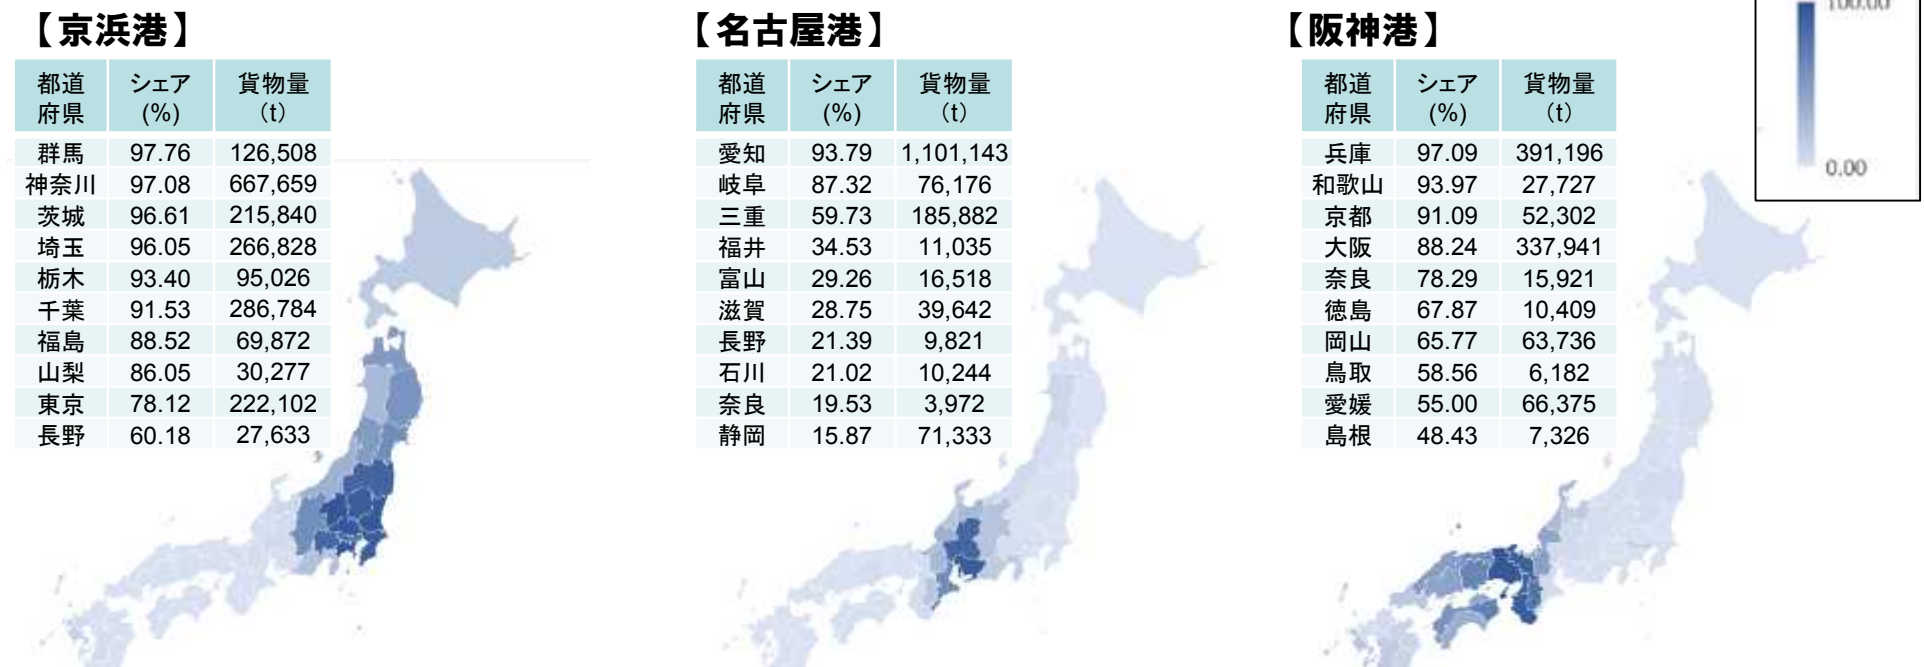 【京浜港】
都道府県 シェア(%) 貨物量(t)
群馬 97.76 126,508
神奈川 97.08 667,659
茨城 96.61 215,840
埼玉 96.05 266,828
栃木 93.40 95,026
千葉 91.53 286,784
福島 88.52 69,872
山梨 86.05 30,277
東京 78.12 222,102
長野 60.18 27,633
【名古屋港】
都道府県 シェア(%) 貨物量(t)
愛知 93.79 1,101,143
岐阜 87.32 76,176
三重 59.73 185,882
福井 34.53 11,035
富山 29.26 16,518
滋賀 28.75 39,642
長野 21.39 9,821
石川 21.02 10,244
奈良 19.53 3,972
静岡 15.87 71,333
【阪神港】
都道府県 シェア(%) 貨物量(t)
兵庫 97.09 391,196
和歌山 93.97 27,727
京都 91.09 52,302
大阪 88.24 337,941
奈良 78.29 15,921
徳島 67.87 10,409
岡山 65.77 63,736
鳥取 58.56 6,182
愛媛 55.00 66,375
島根 48.43 7,326
100.00
0.00